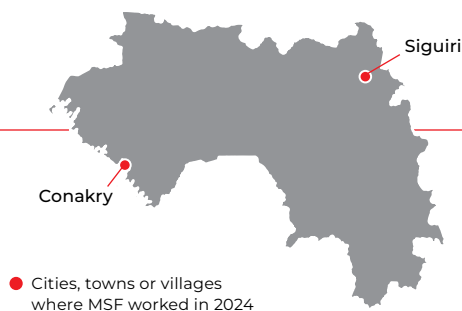 Siguiri
Conakry
Cities, towns or villages
where MSF worked in 2024